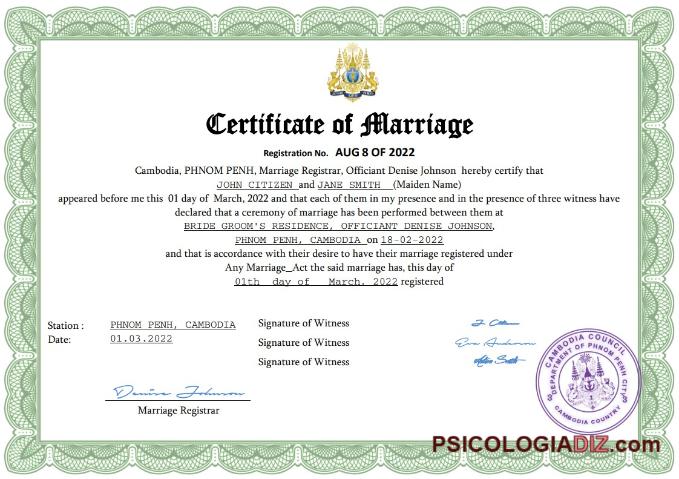 Certificate of Marriage
Registration No. AUG 8 OF 2022
Cambodia, PHNOM PENH, Marriage Registrar, Officiant Denise Johnson hereby certify that
JOHN CITIZEN and JANE SMITH (Maiden Name)
appeared before me this 01 day of March, 2022 and that each of them in my presence and in the presence of three witness have
declared that a ceremony of marriage has been performed between them at
BRIDE GROOM'S RESIDENCE, OFFICIANT DENISE JOHNSON,
PHNOM PENH, CAMBODIA on 18-02-2022
and that is accordance with their desire to have their marriage registered under
Any Marriage_Act the said marriage has, this day of
01th day of March. 2022 registered
Station : PHNOM PENH, CAMBODIA
Date: 01.03.2022
Signature of Witness
Signature of Witness Eva Anderson
Signature of Witness
Denise Johnson
Marriage Registrar
CAMBODIA COUNCIL
DEPARTMENT OF PHNOM PENH CITY
CAMBODIA COUNTRY
PSICOLOGIADIZ.com